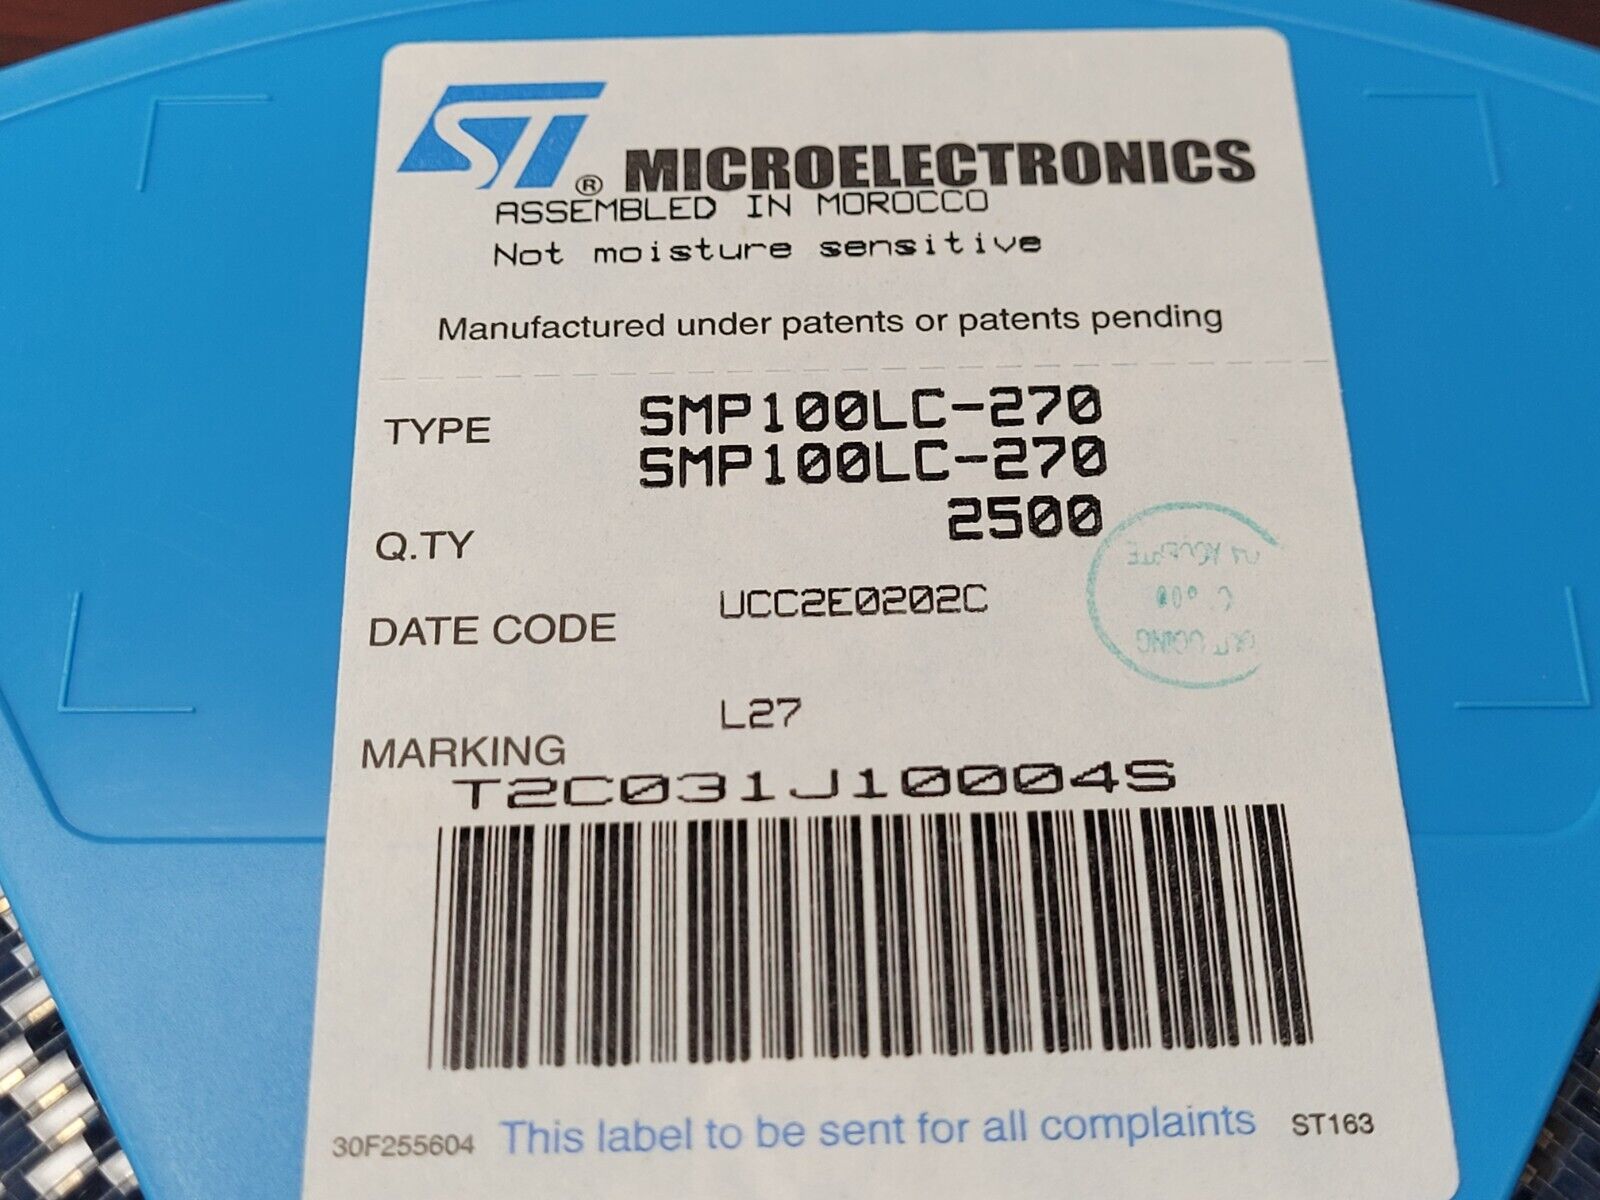 ST® MICROELECTRONICS
ASSEMBLED IN MOROCCO
Not moisture sensitive
Manufactured under patents or patents pending
TYPE SMP100LC-270
SMP100LC-270
Q.TY 2500
DATE CODE UCC2E0202C
MARKING L27
T2C031J10004S
30F255604 This label to be sent for all complaints ST163